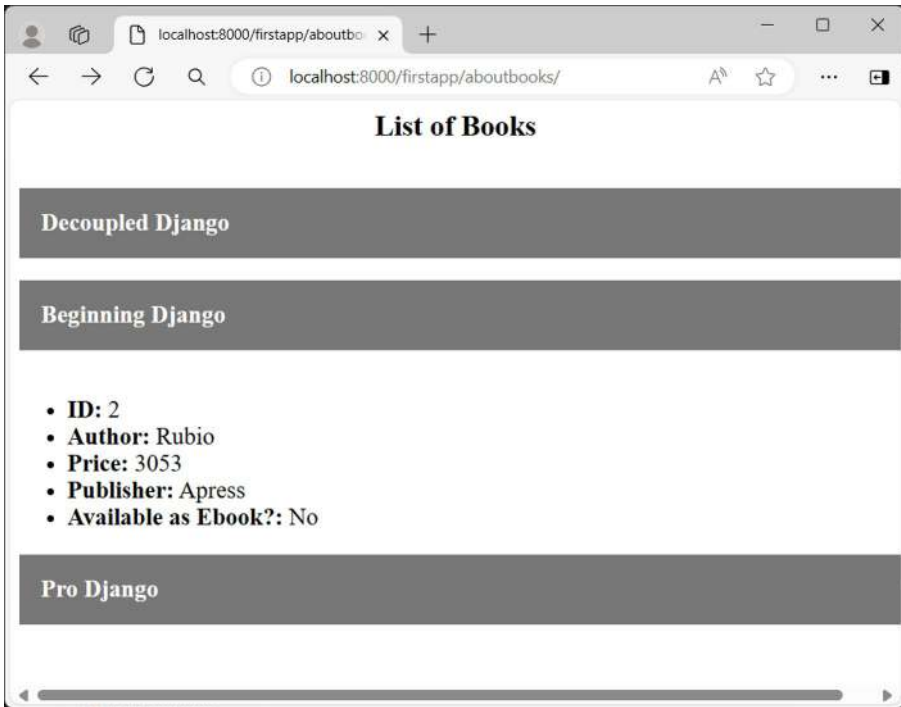 localhost:8000/firstapp/aboutbo
localhost:8000/firstapp/aboutbooks/
List of Books
Decoupled Django
Beginning Django
• ID: 2
• Author: Rubio
• Price: 3053
• Publisher: Apress
• Available as Ebook?: No
Pro Django